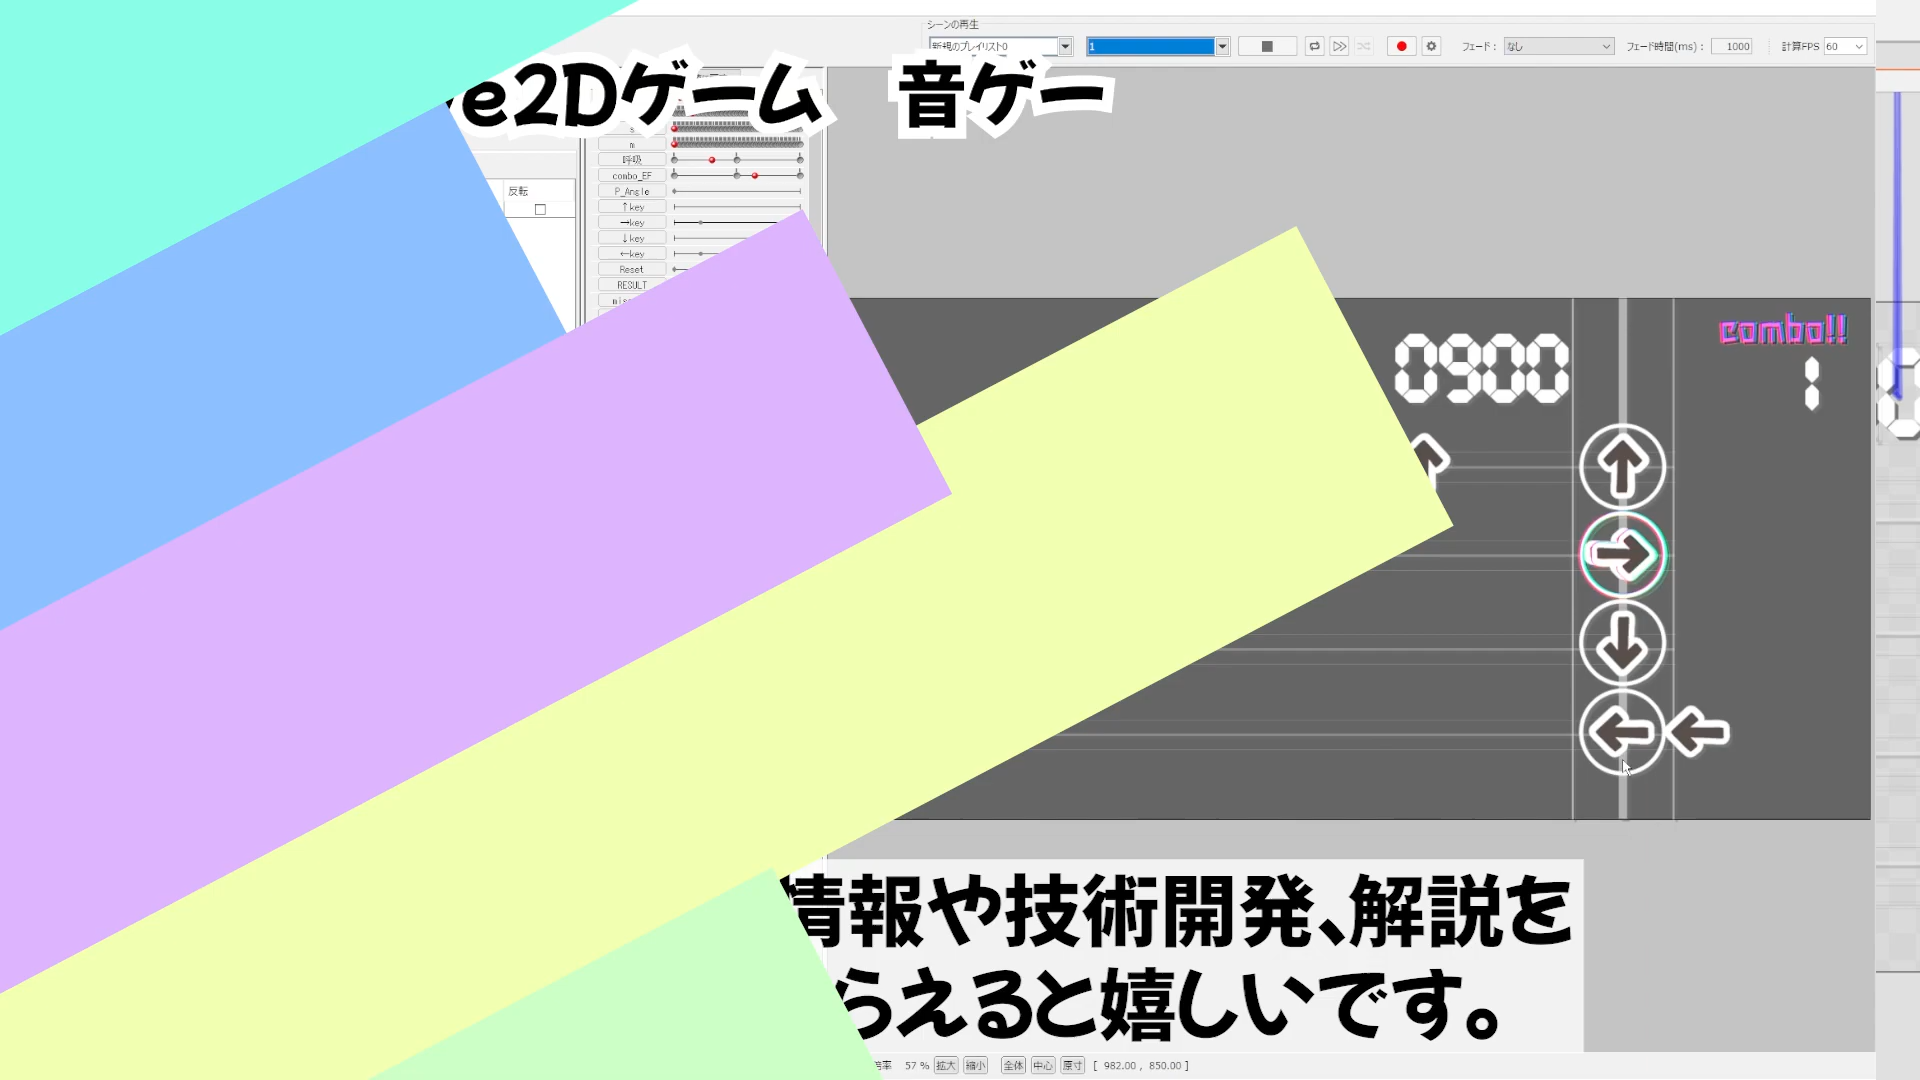 シーンの再生
新規のプレイリスト0
1
フェード： なし
フェード時間(ms)： 1000
計算FPS 60
e2Dゲーム 音ゲー
m
呼吸
combo_EF
P_Angle
↑key
→key
↓key
←key
Reset
RESULT
反転
0900
combo!!
1
情報や技術開発、解説を
らえると嬉しいです。
率 57 % 拡大 縮小 全体 中心 原寸 [ 982.00 , 850.00 ]